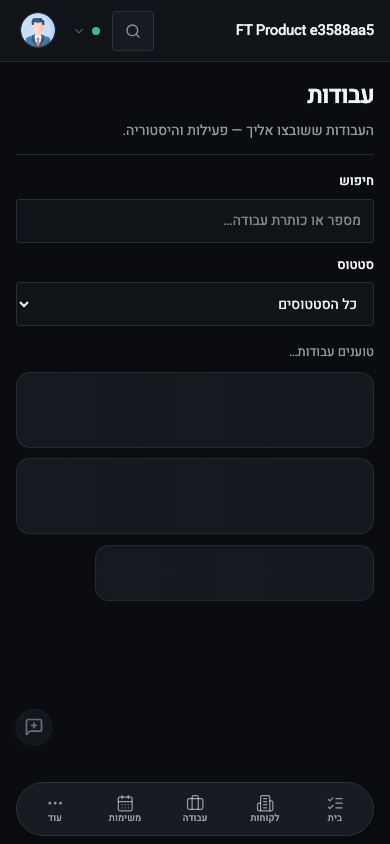 FT Product e3588aa5
עבודות
העבודות ששובצו אליך — פעילות והיסטוריה.
חיפוש
מספר או כותרת עבודה...
סטטוס
כל הסטטוסים
טוענים עבודות...
בית
לקוחות
עבודה
משימות
עוד